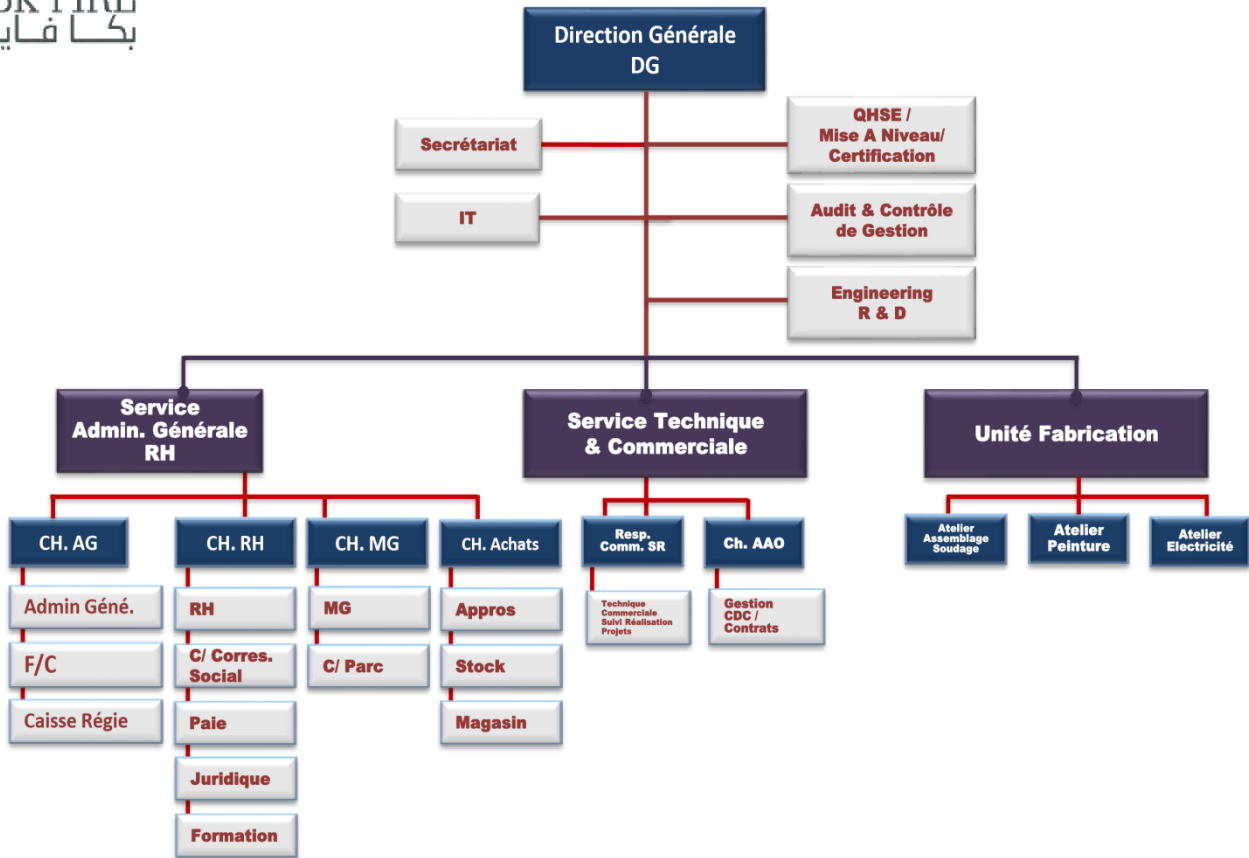 بكا
Direction Générale
DG
Secrétariat
QHSE /
Mise A Niveau/
Certification
IT
Audit & Contrôle
de Gestion
Engineering
R & D
Service
Admin. Générale
RH
Service Technique
& Commerciale
Unité Fabrication
CH. AG
CH. RH
CH. MG
CH. Achats
Resp.
Comm. SR
Ch. AAO
Atelier
Assemblage
Soudage
Atelier
Peinture
Atelier
Electricité
Admin Géné.
F/C
Caisse Régie
RH
C/ Corres.
Social
Paie
Juridique
Formation
MG
C/ Parc
Appros
Stock
Magasin
Technique
Commerciale
Suivi Réalisation
Projets
Gestion
CDC /
Contrats